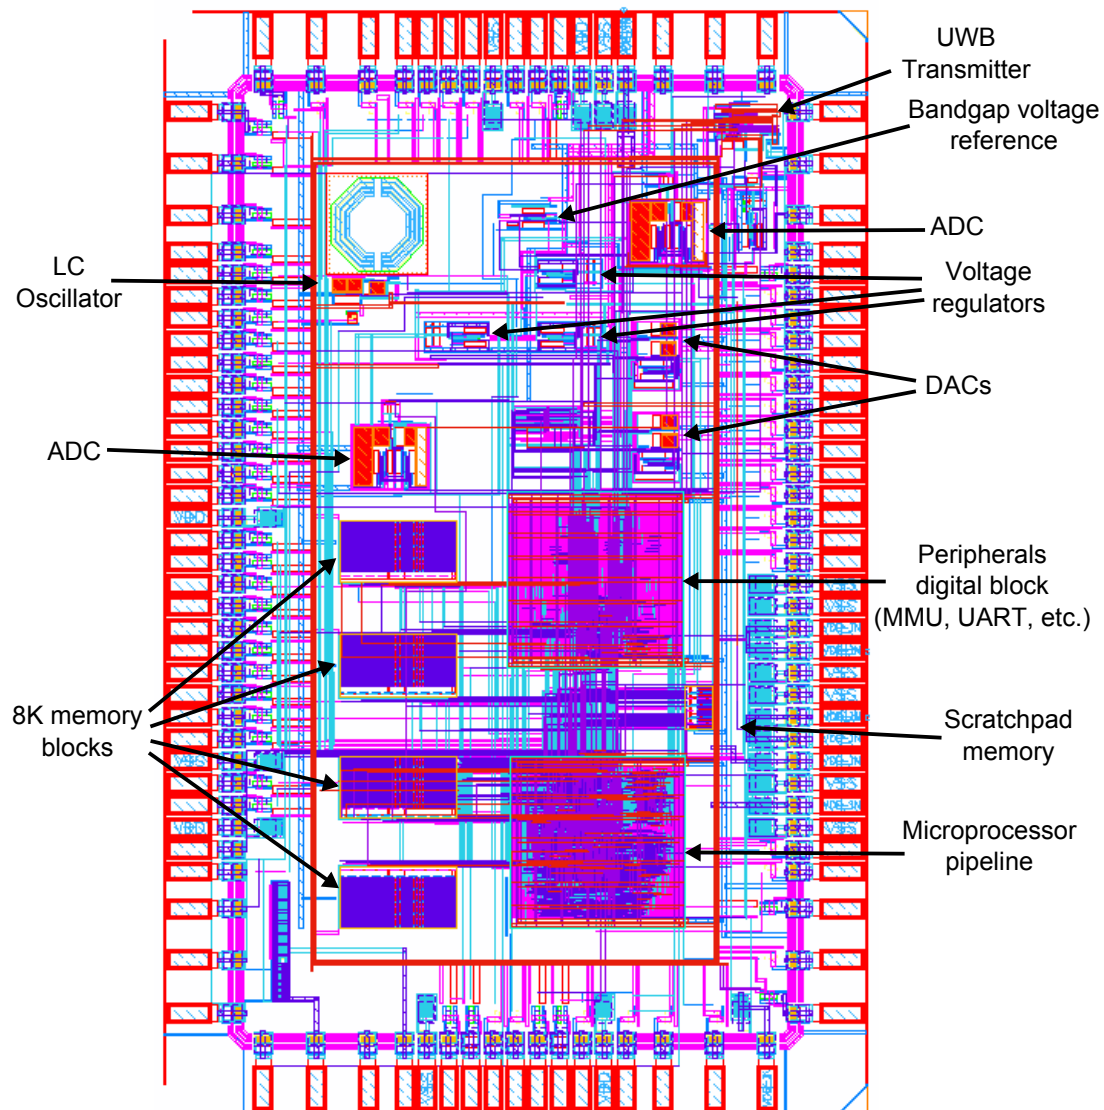 UWB
Transmitter
Bandgap voltage
reference
ADC
LC
Oscillator
Voltage
regulators
DACs
ADC
Peripherals
digital block
(MMU, UART, etc.)
8K memory
blocks
Scratchpad
memory
Microprocessor
pipeline